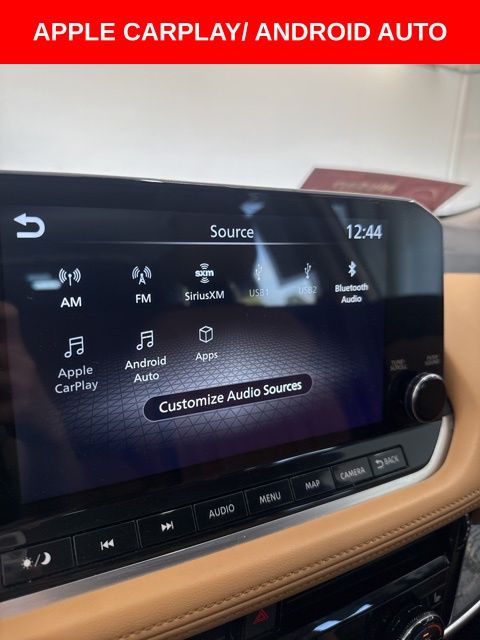 APPLE CARPLAY/ ANDROID AUTO
Source
12:44
AM
FM
sxm
SiriusXM
USB1
USB2
Bluetooth
Audio
Apple
CarPlay
Android
Auto
Apps
Customize Audio Sources
AUDIO
MENU
MAP
CAMERA
BACK